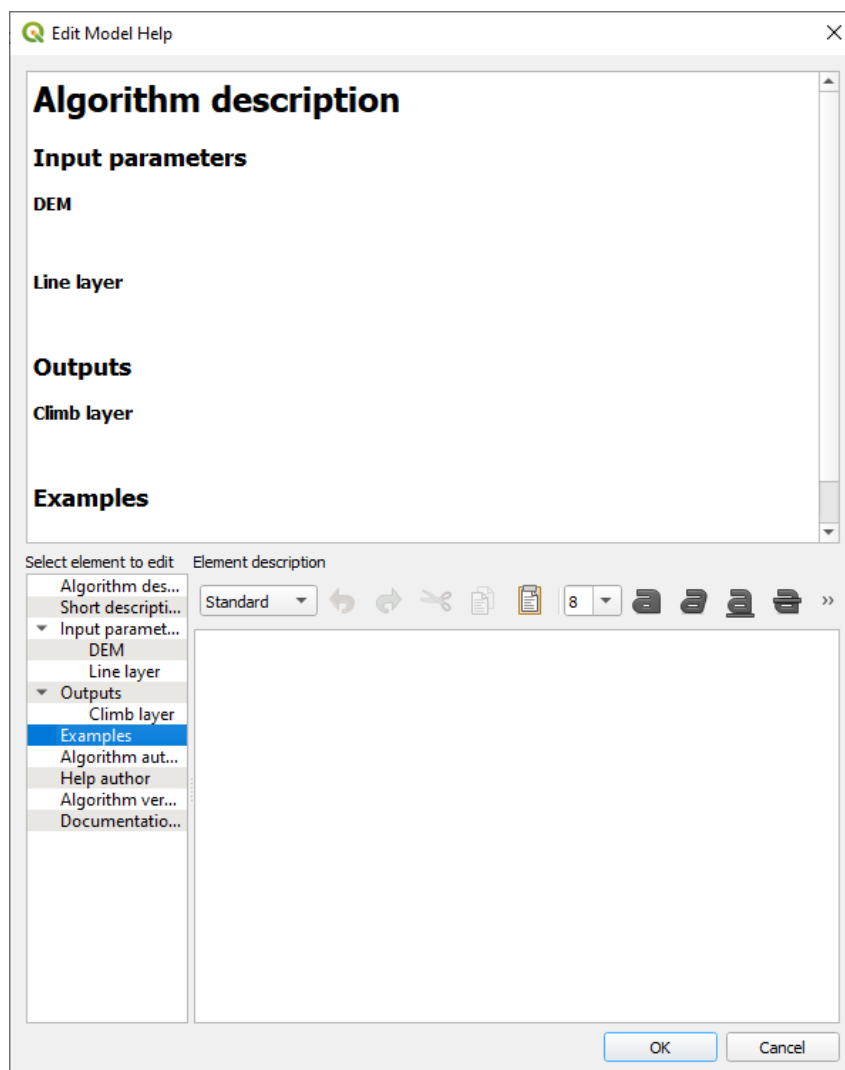 Edit Model Help
Algorithm description
Input parameters
DEM
Line layer
Outputs
Climb layer
Examples
Select element to edit Element description
Algorithm des...
Short descripti...
Input paramet...
DEM
Line layer
Outputs
Climb layer
Examples
Algorithm aut...
Help author
Algorithm ver...
Documentatio...
Standard 8 a a a a »
OK Cancel